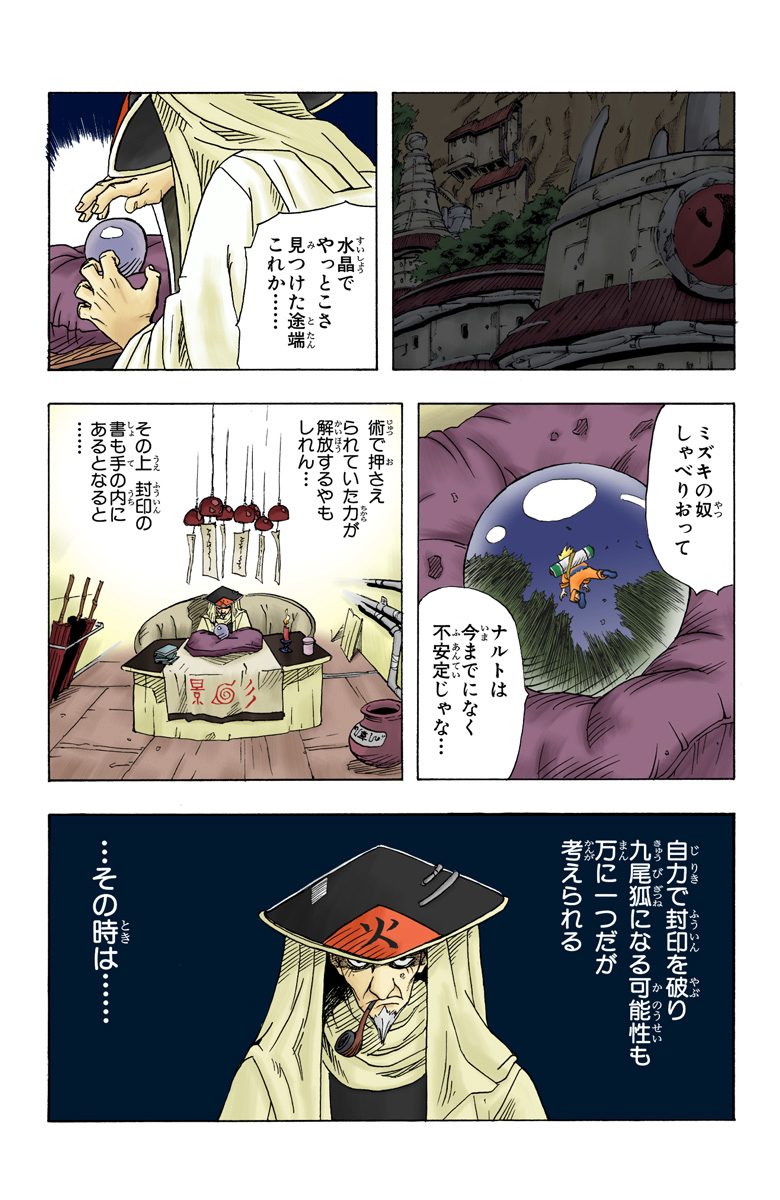 火
水晶で
やっとこさ
見つけた途端
これか……
ミズキの奴
しゃべりおって
ナルトは
今までになく
不安定じゃな…
術で押さえ
られていた力が
解放するやも
しれん…
その上 封印の
書も手の内に
あるとなると
……
自力で封印を破り
九尾狐になる可能性も
万に一つだが
考えられる
火
…その時は……